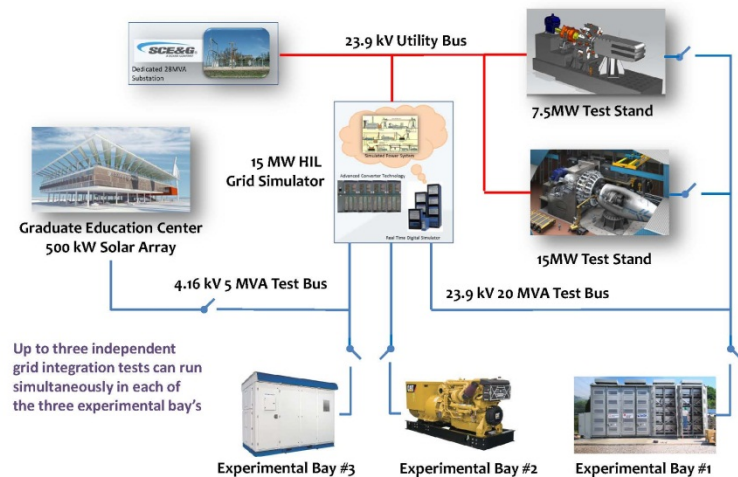 SCE&G
Dedicated 28MVA
Substation
23.9 kV Utility Bus
7.5MW Test Stand
15 MW HIL
Grid Simulator
Simulated Power System
Advanced Converter Technology
Real Time Digital Simulator
Graduate Education Center
500 kW Solar Array
15MW Test Stand
4.16 kV 5 MVA Test Bus
23.9 kV 20 MVA Test Bus
Up to three independent
grid integration tests can run
simultaneously in each of
the three experimental bay's
CAT
Experimental Bay #3
Experimental Bay #2
Experimental Bay #1